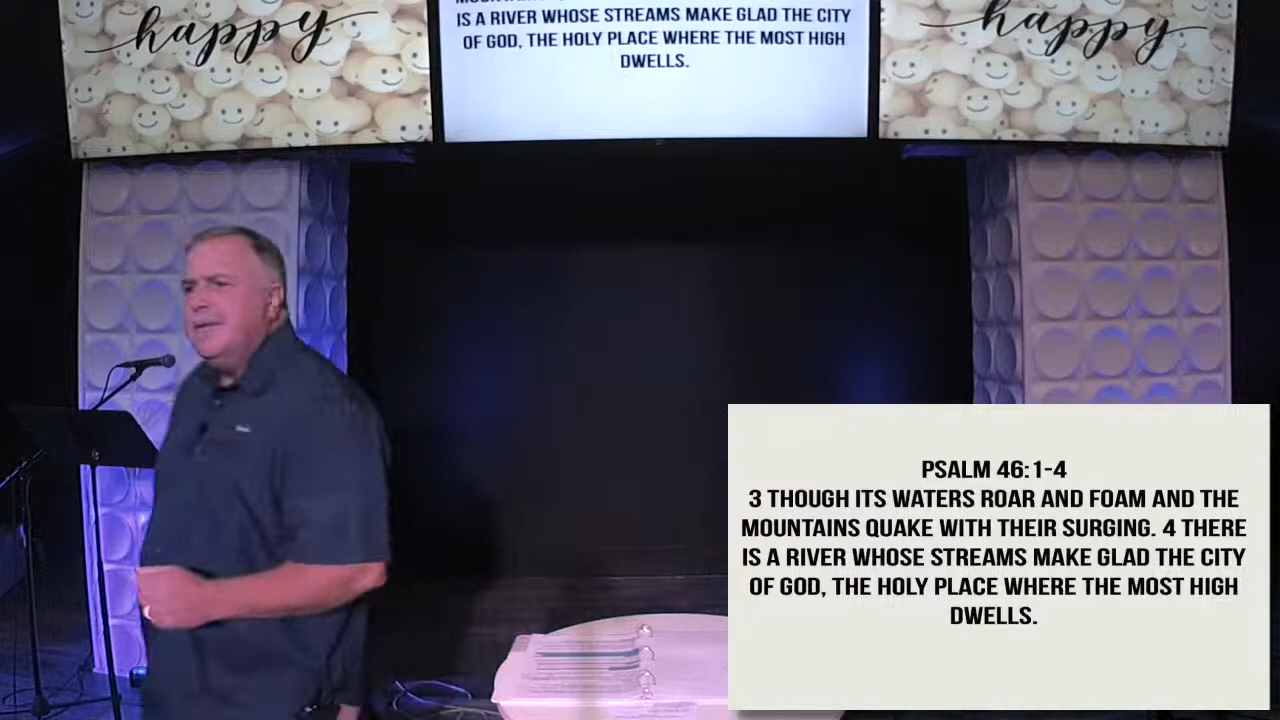 happy
IS A RIVER WHOSE STREAMS MAKE GLAD THE CITY
OF GOD, THE HOLY PLACE WHERE THE MOST HIGH
DWELLS.
happy
PSALM 46:1-4
3 THOUGH ITS WATERS ROAR AND FOAM AND THE
MOUNTAINS QUAKE WITH THEIR SURGING. 4 THERE
IS A RIVER WHOSE STREAMS MAKE GLAD THE CITY
OF GOD, THE HOLY PLACE WHERE THE MOST HIGH
DWELLS.